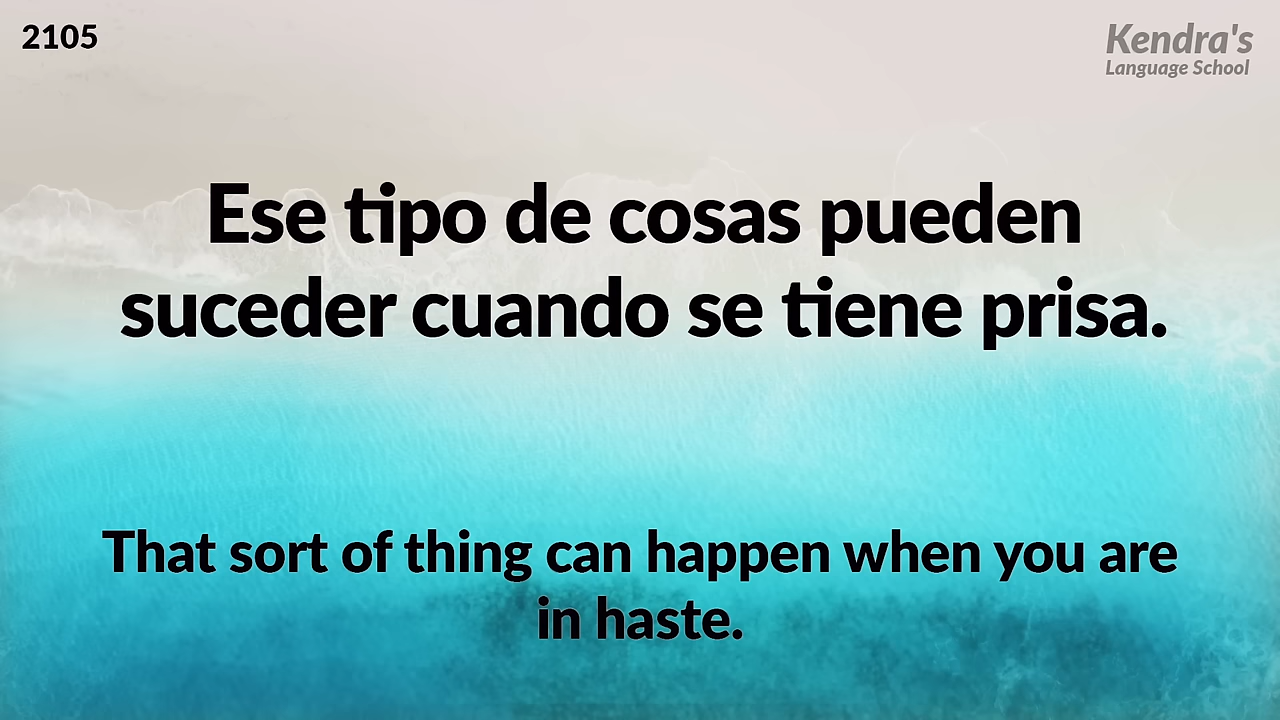 2105
Kendra's
Language School
Ese tipo de cosas pueden
suceder cuando se tiene prisa.
That sort of thing can happen when you are
in haste.